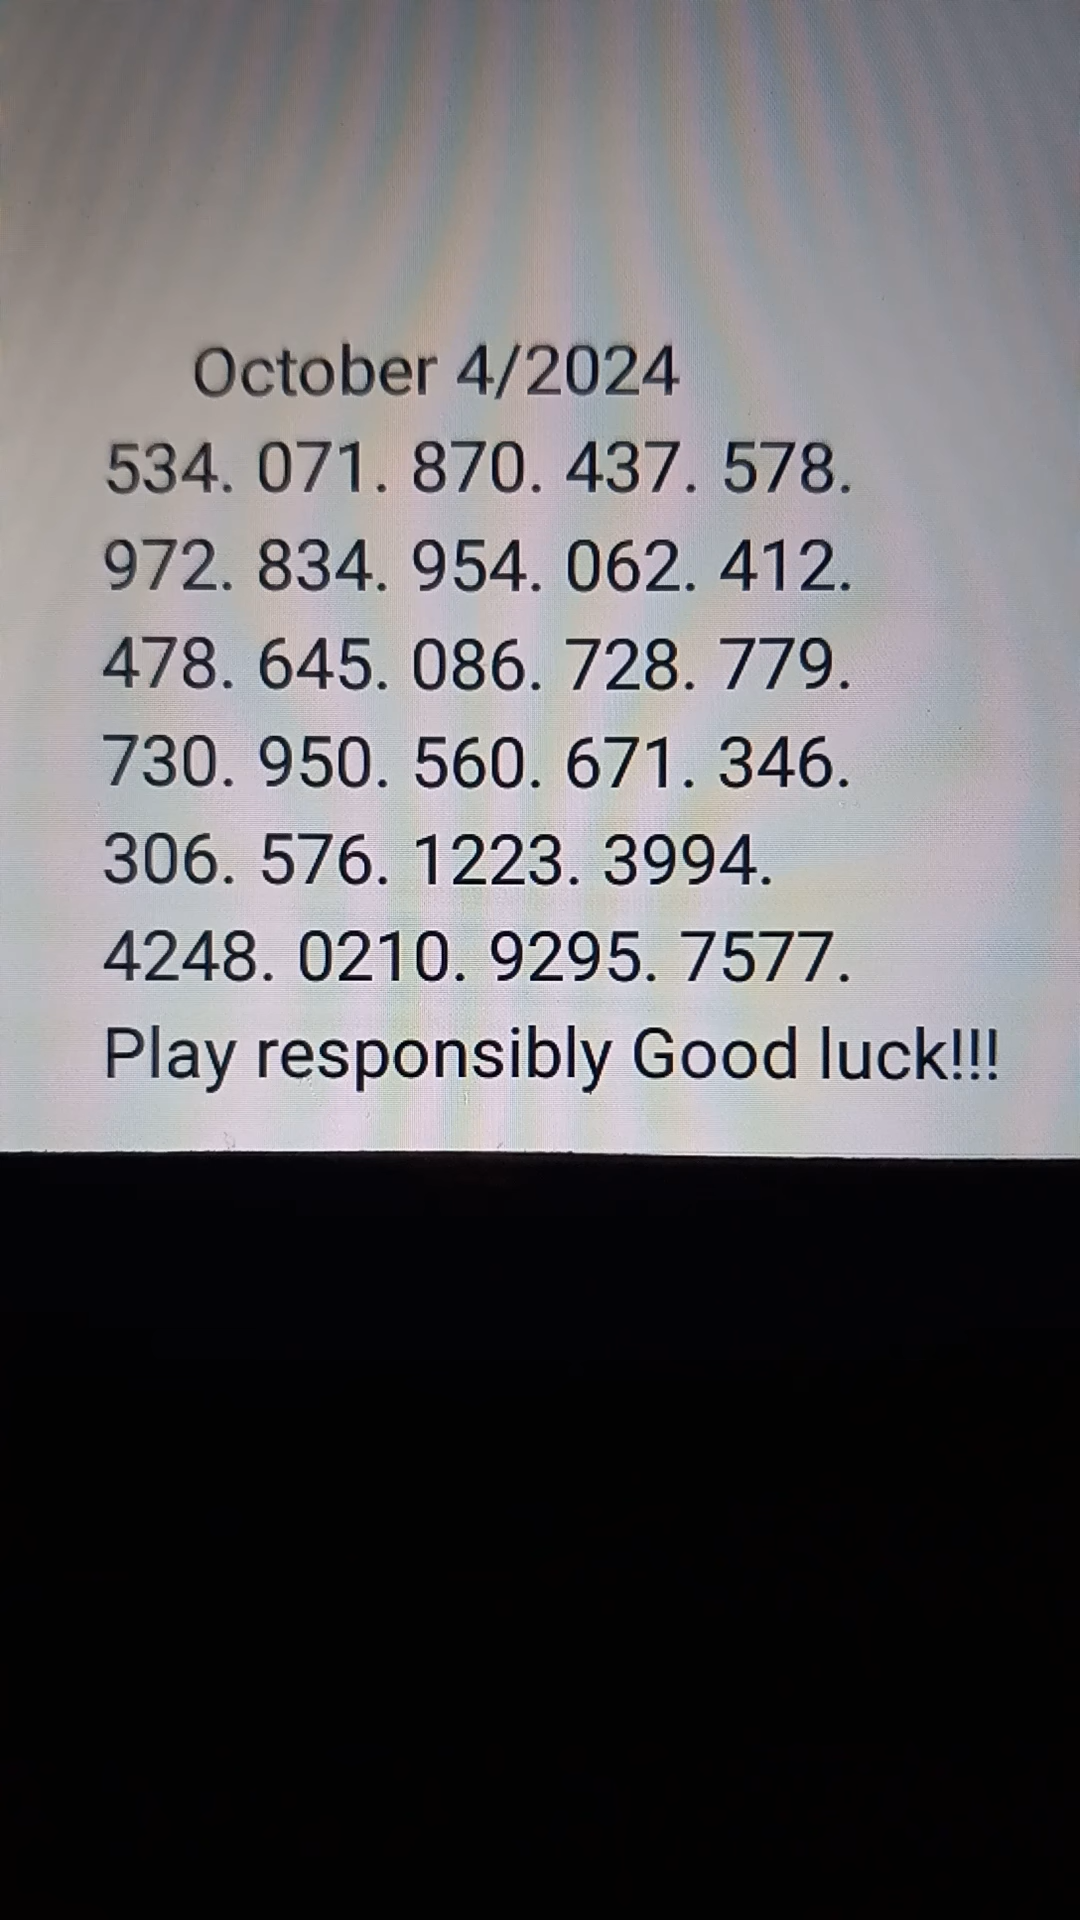 October 4/2024
534. 071. 870. 437. 578.
972. 834. 954. 062. 412.
478. 645. 086. 728. 779.
730. 950. 560. 671. 346.
306. 576. 1223. 3994.
4248. 0210. 9295. 7577.
Play responsibly Good luck!!!